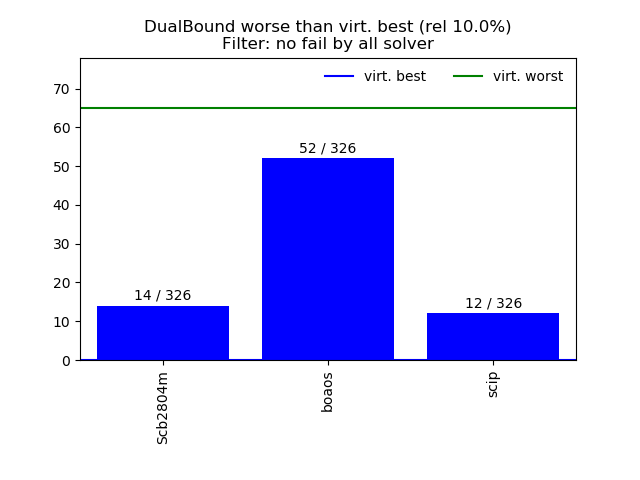 DualBound worse than virt. best (rel 10.0%)
Filter: no fail by all solver
virt. best
virt. worst
70
60
50
40
30
20
10
0
14 / 326
52 / 326
12 / 326
Scb2804m
boaos
scip